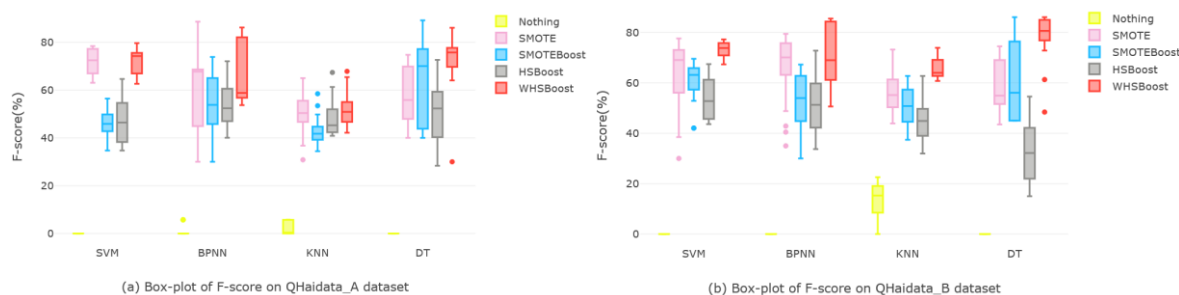 80
60
40
20
0
F-score(%)
SVM
BPNN
KNN
DT
Nothing
SMOTE
SMOTEBoost
HSBoost
WHSBoost
(a) Box-plot of F-score on QHaidata_A dataset
80
60
40
20
0
F-score(%)
SVM
BPNN
KNN
DT
Nothing
SMOTE
SMOTEBoost
HSBoost
WHSBoost
(b) Box-plot of F-score on QHaidata_B dataset